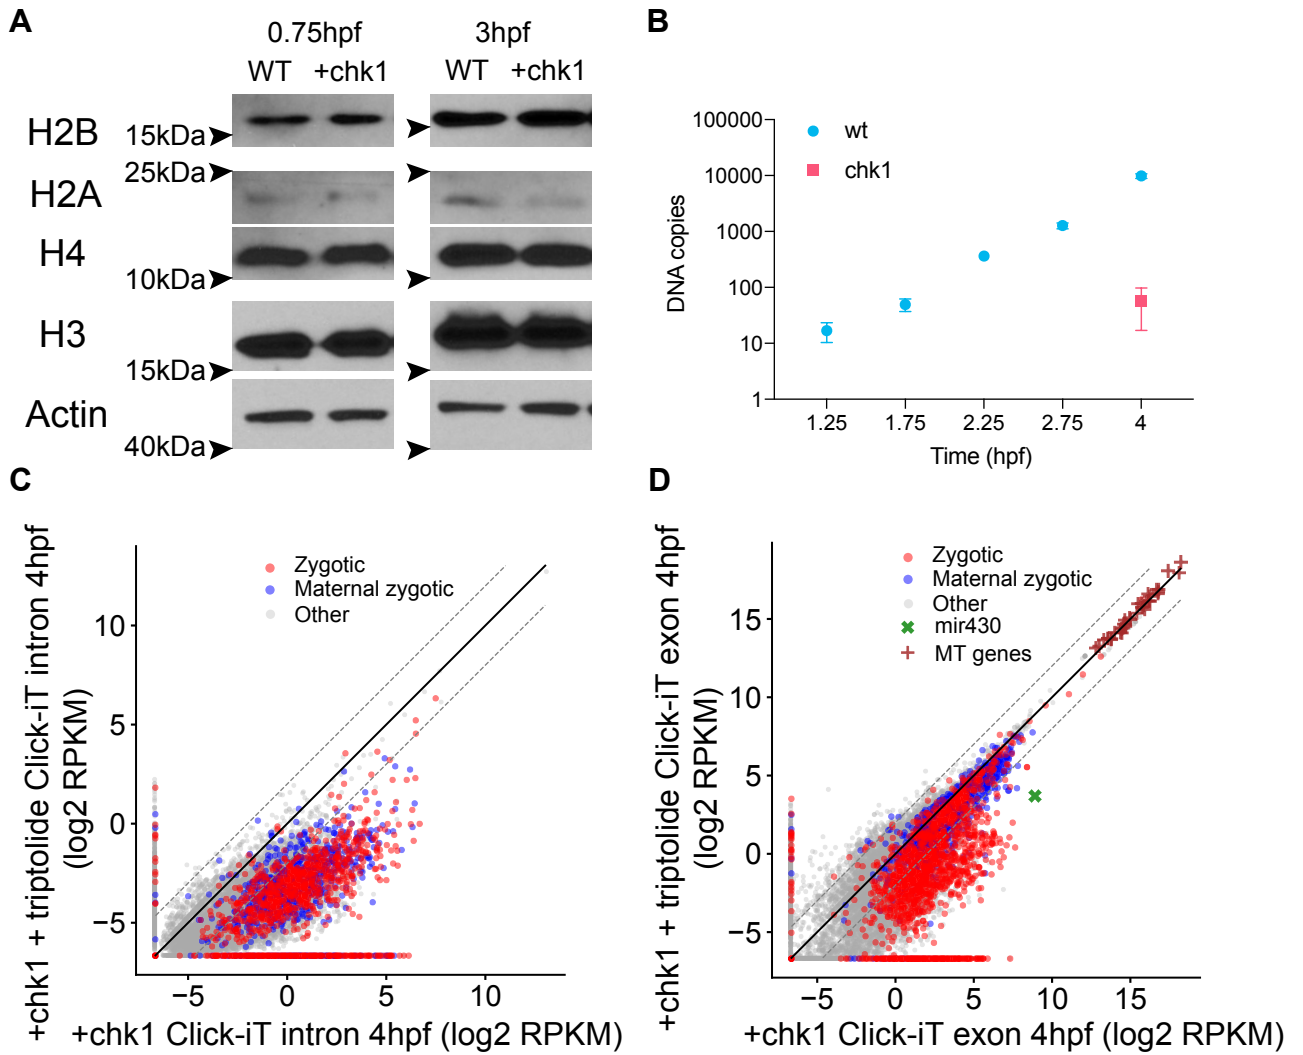 A
0.75hpf
3hpf
WT
+chk1
WT
+chk1
H2B
15kDa
25kDa
H2A
H4
10kDa
H3
15kDa
Actin
40kDa
B
100000
10000
1000
100
10
1
DNA copies
wt
chk1
1.25
1.75
2.25
2.75
4
Time (hpf)
C
+chk1 + triptolide Click-iT intron 4hpf
(log2 RPKM)
Zygotic
Maternal zygotic
Other
10
5
0
−5
−5
0
5
10
+chk1 Click-iT intron 4hpf (log2 RPKM)
D
+chk1 + triptolide Click-iT exon 4hpf
(log2 RPKM)
Zygotic
Maternal zygotic
Other
mir430
MT genes
15
10
5
0
−5
−5
0
5
10
15
+chk1 Click-iT exon 4hpf (log2 RPKM)